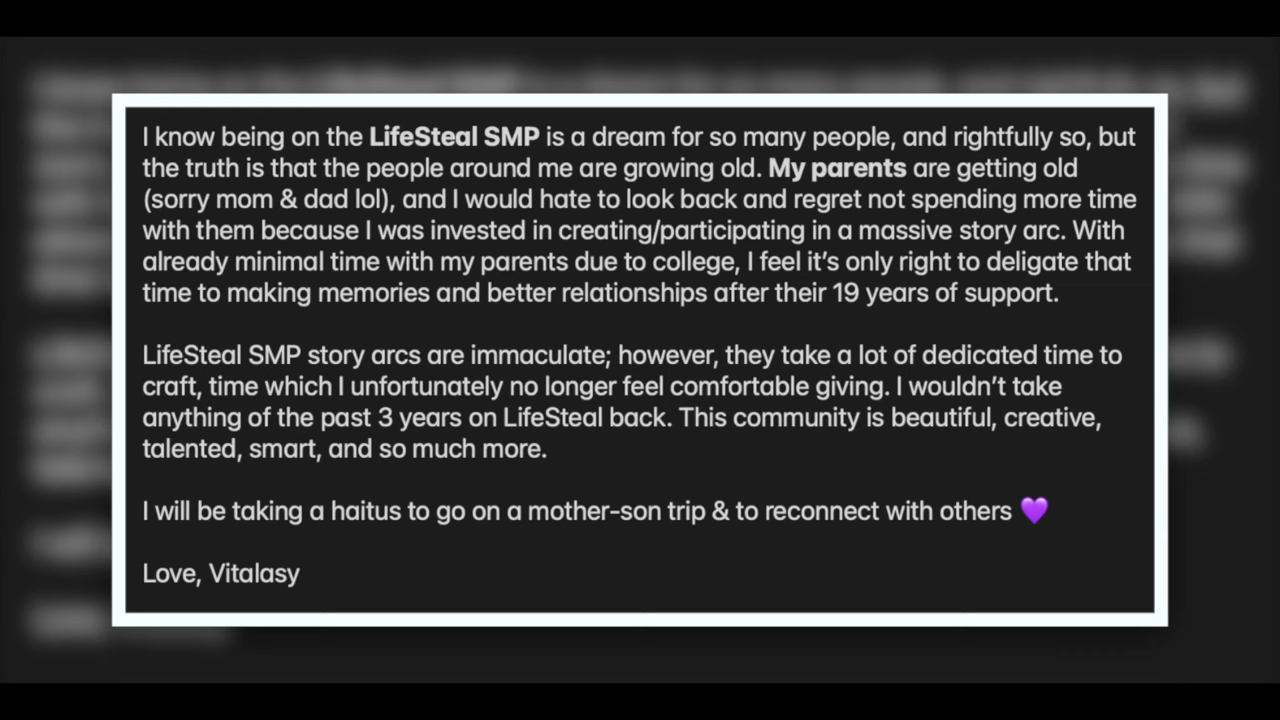 I know being on the LifeSteal SMP is a dream for so many people, and rightfully so, but
the truth is that the people around me are growing old. My parents are getting old
(sorry mom & dad lol), and I would hate to look back and regret not spending more time
with them because I was invested in creating/participating in a massive story arc. With
already minimal time with my parents due to college, I feel it’s only right to deligate that
time to making memories and better relationships after their 19 years of support.
LifeSteal SMP story arcs are immaculate; however, they take a lot of dedicated time to
craft, time which I unfortunately no longer feel comfortable giving. I wouldn’t take
anything of the past 3 years on LifeSteal back. This community is beautiful, creative,
talented, smart, and so much more.
I will be taking a haitus to go on a mother-son trip & to reconnect with others 💜
Love, Vitalasy